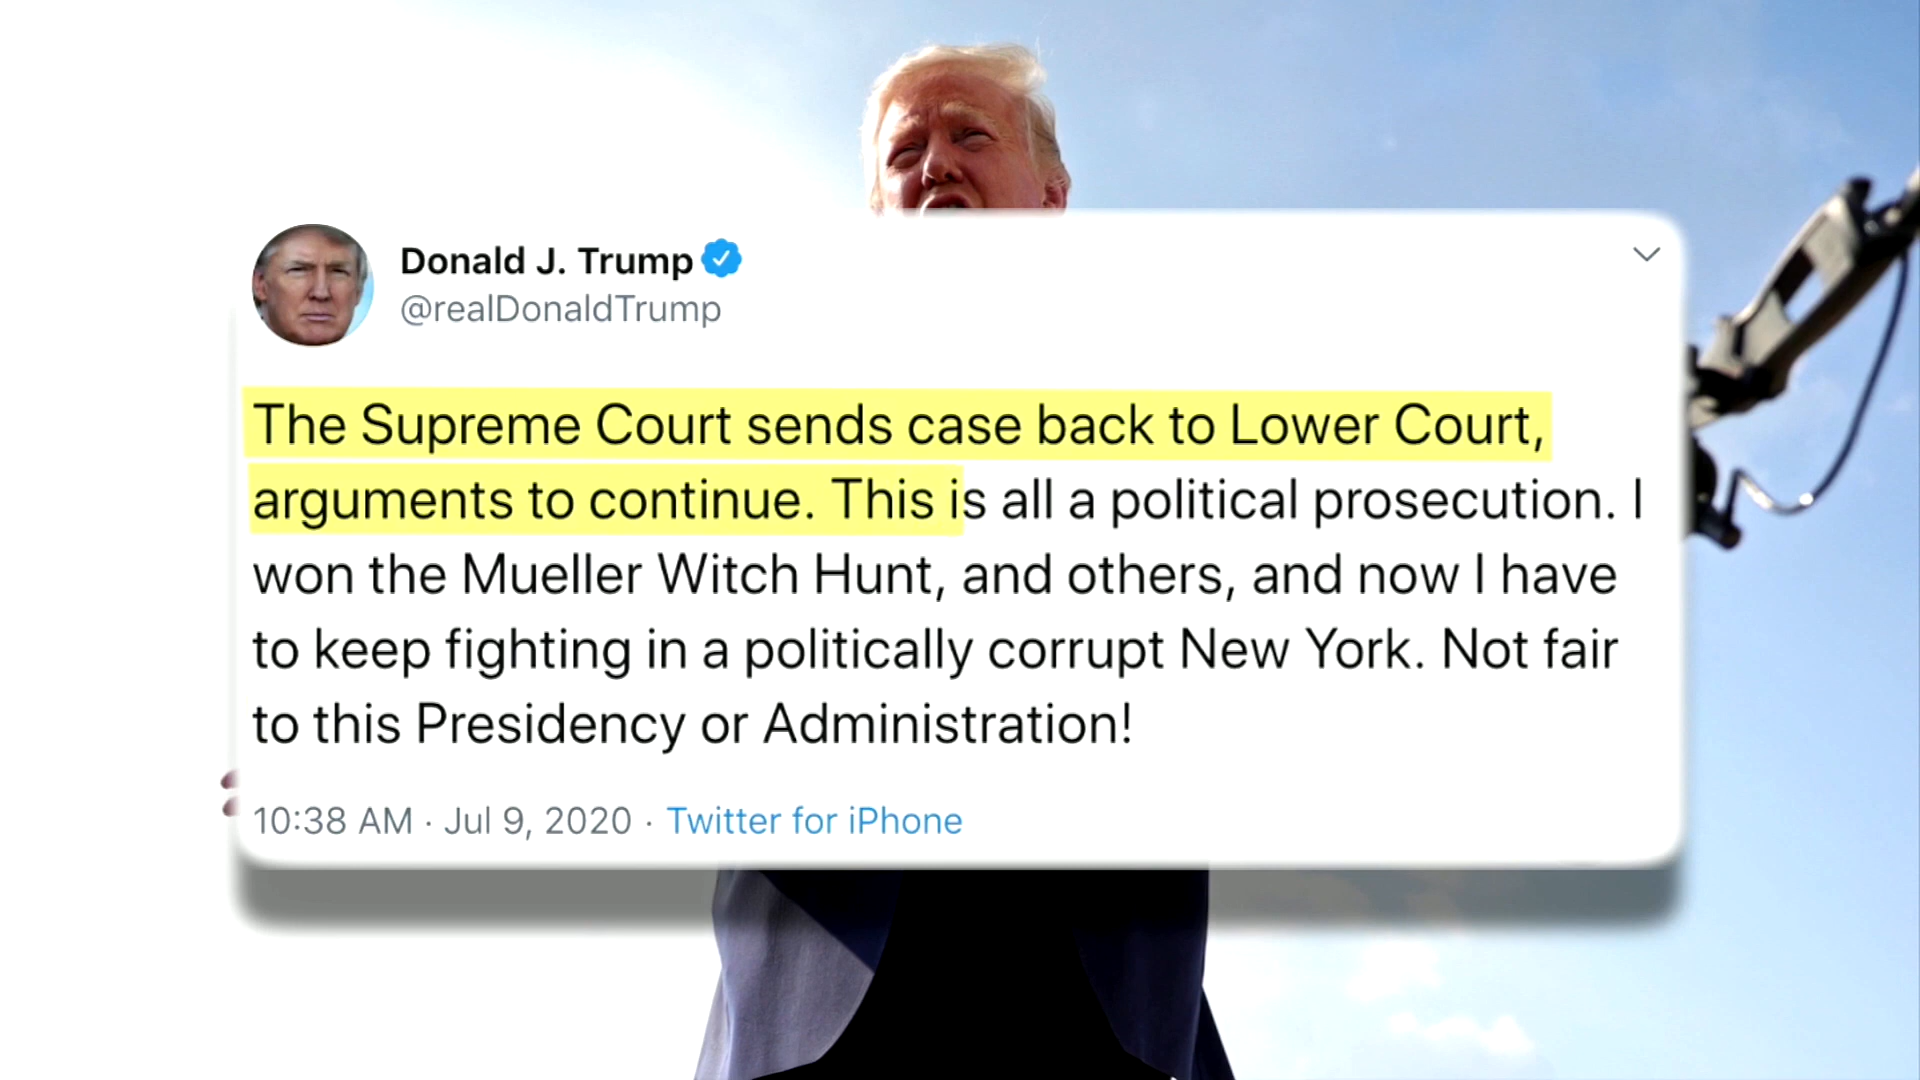 Donald J. Trump
@realDonaldTrump
The Supreme Court sends case back to Lower Court,
arguments to continue. This is all a political prosecution. I
won the Mueller Witch Hunt, and others, and now I have
to keep fighting in a politically corrupt New York. Not fair
to this Presidency or Administration!
10:38 AM · Jul 9, 2020 · Twitter for iPhone